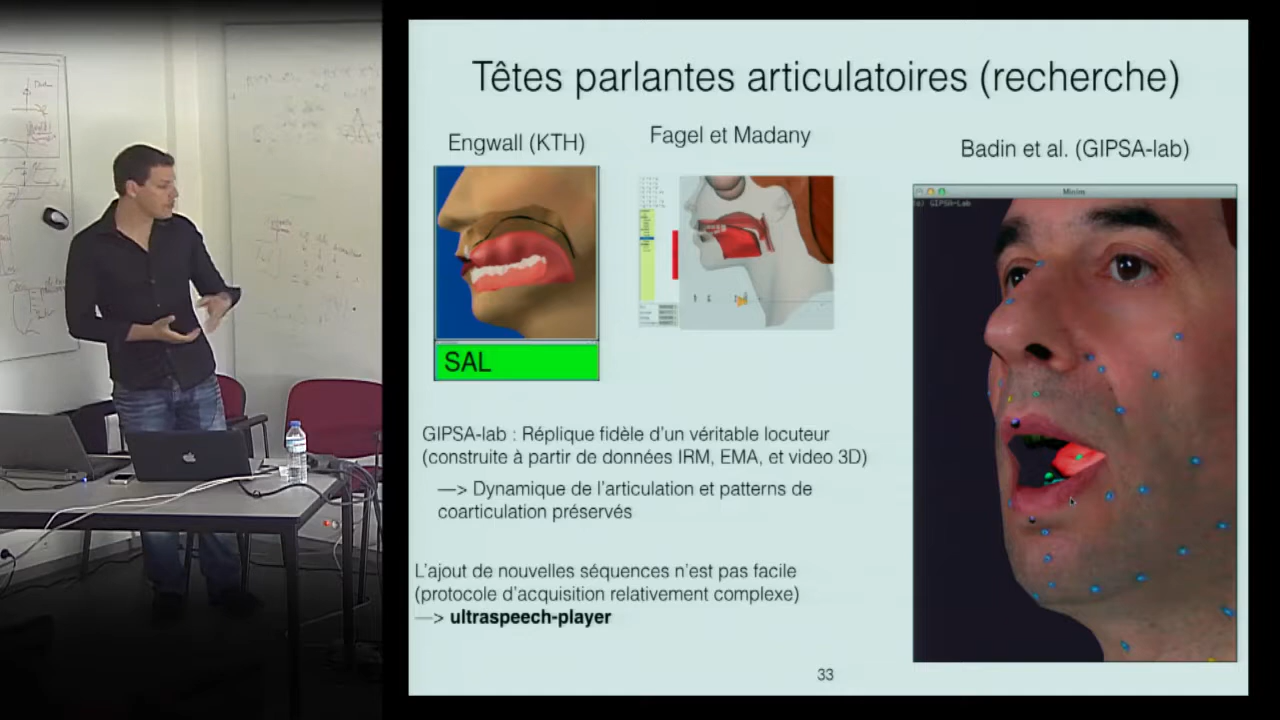 Têtes parlantes articulatoires (recherche)
Engwall (KTH)
Fagel et Madany
Badin et al. (GIPSA-lab)
SAL
GIPSA-lab : Réplique fidèle d'un véritable locuteur
(construite à partir de données IRM, EMA, et video 3D)
—> Dynamique de l'articulation et patterns de
coarticulation préservés
L'ajout de nouvelles séquences n'est pas facile
(protocole d'acquisition relativement complexe)
—> ultraspeech-player
33